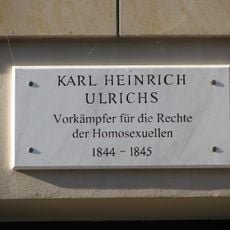 KARL HEINRICH
ULRICHS
Vorkämpfer für die Rechte
der Homosexuellen
1844 - 1845